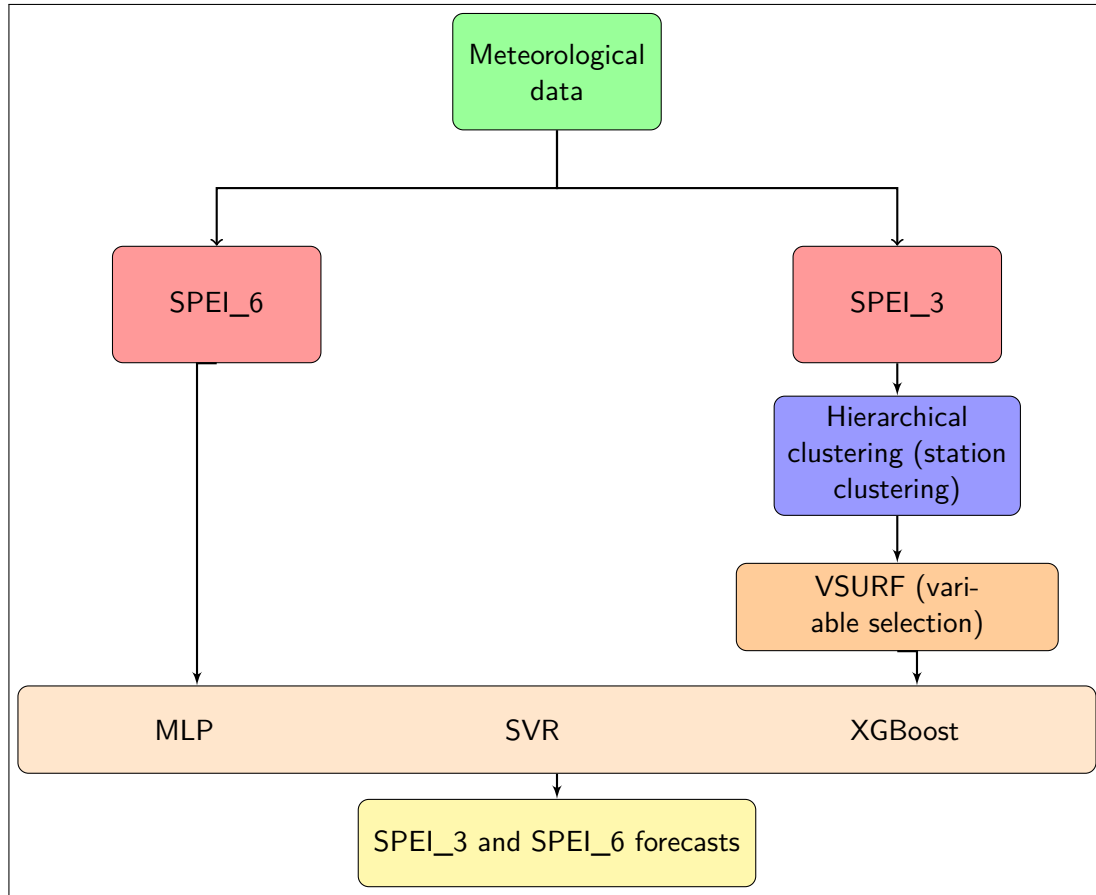 Meteorological
data
SPEI_6
SPEI_3
Hierarchical
clustering (station
clustering)
VSURF (vari-
able selection)
MLP
SVR
XGBoost
SPEI_3 and SPEI_6 forecasts